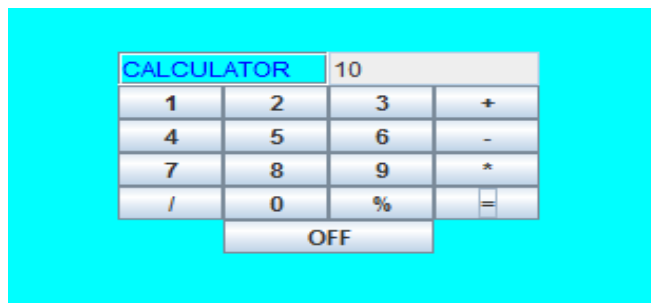 CALCULATOR 10
1 2 3 +
4 5 6 -
7 8 9 *
/ 0 % =
OFF